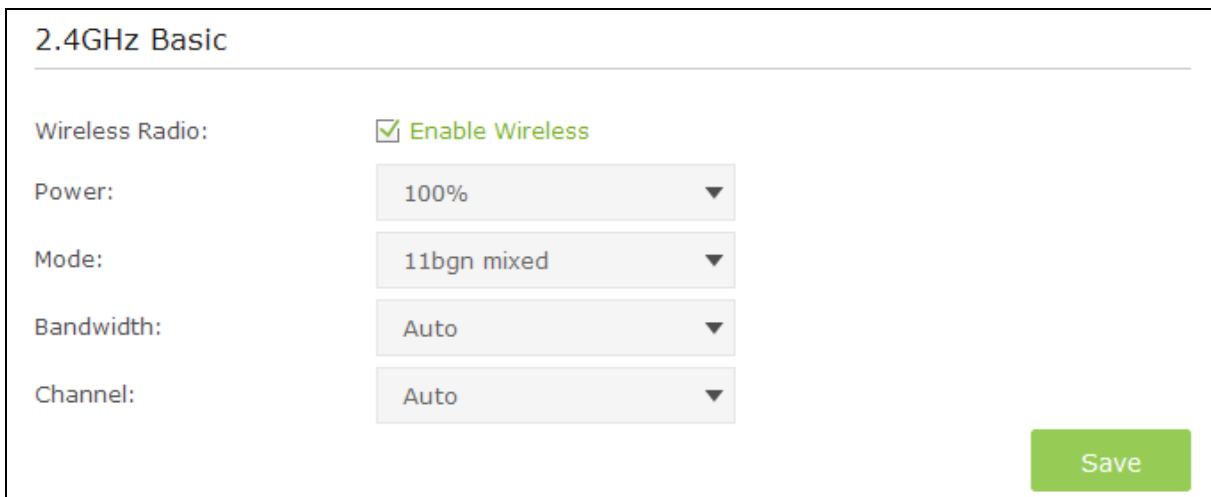 2.4GHz Basic
Wireless Radio: Enable Wireless
Power: 100%
Mode: 11bgn mixed
Bandwidth: Auto
Channel: Auto
Save